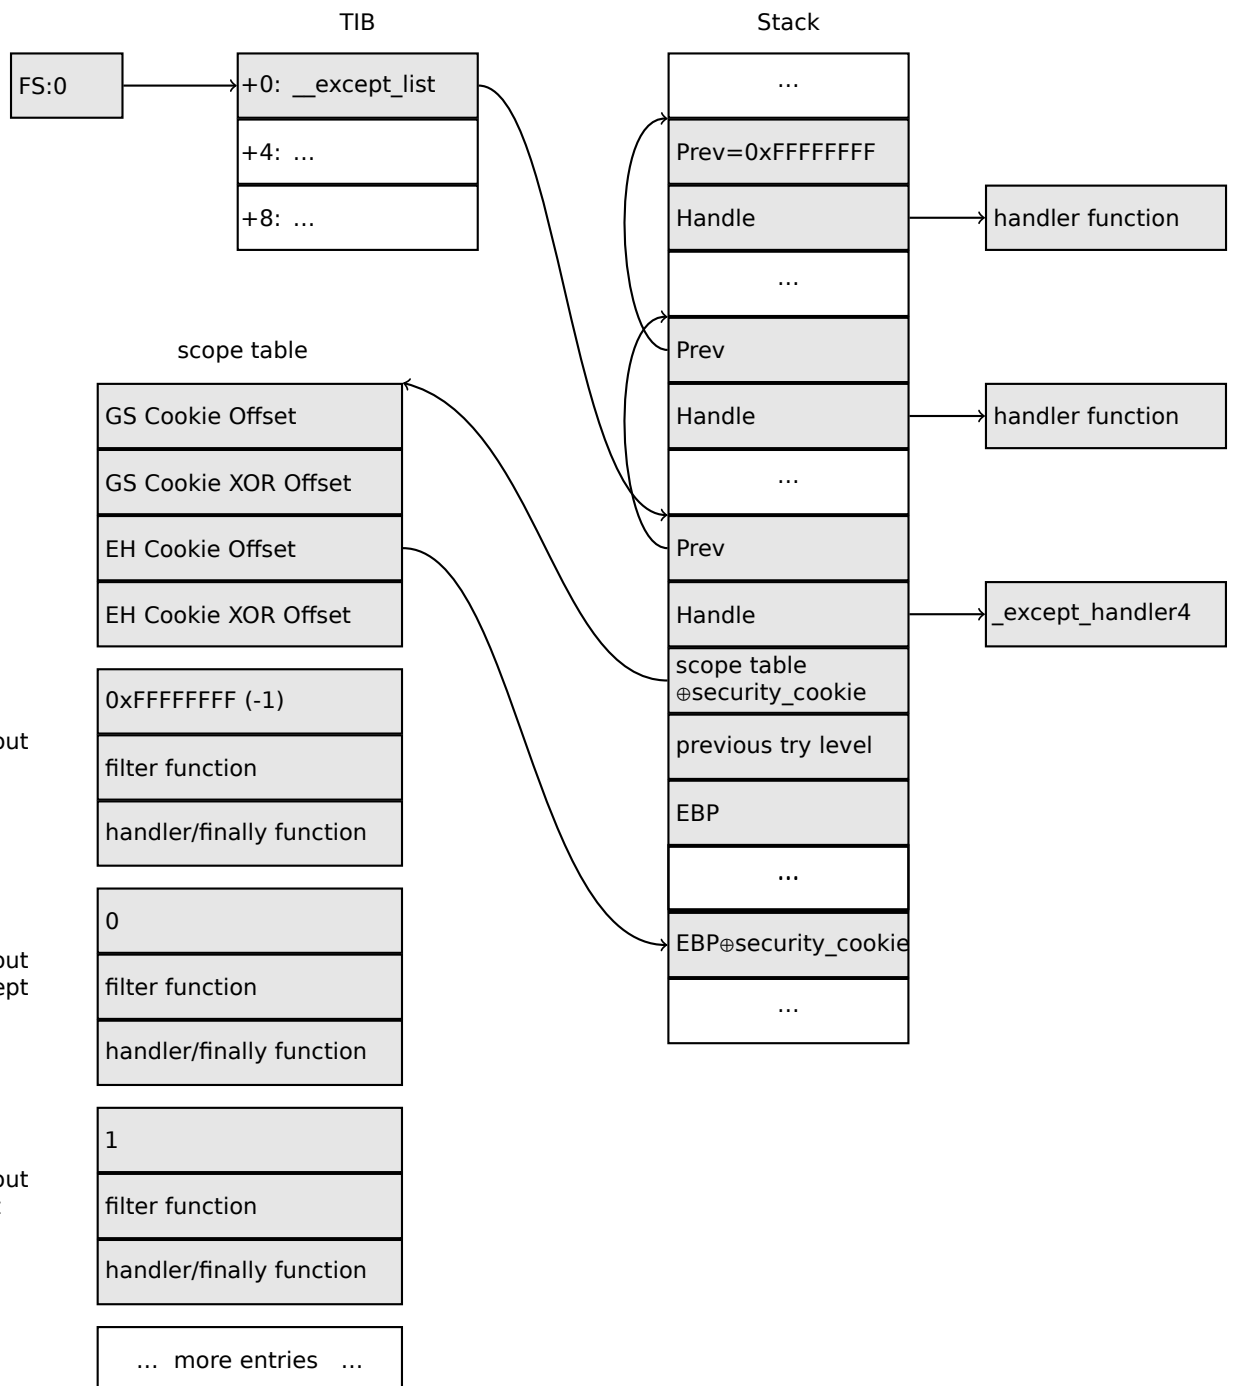 TIB
Stack
FS:0
+0: __except_list
+4: ...
+8: ...
...
Prev=0xFFFFFFFF
Handle
handler function
...
Prev
Handle
handler function
...
Prev
Handle
_except_handler4
scope table
⊕security_cookie
previous try level
EBP
...
EBP⊕security_cookie
...
scope table
GS Cookie Offset
GS Cookie XOR Offset
EH Cookie Offset
EH Cookie XOR Offset
0xFFFFFFFF (-1)
filter function
handler/finally function
0
filter function
handler/finally function
1
filter function
handler/finally function
... more entries ...